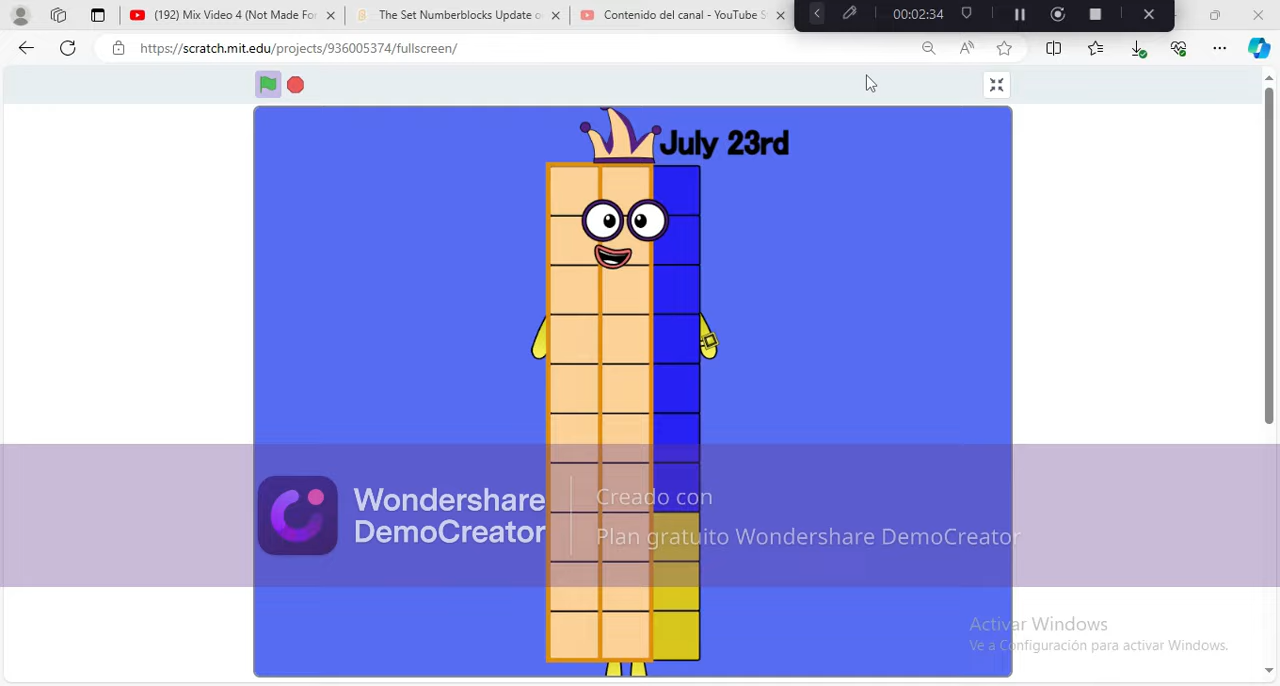 (192) Mix Video 4 (Not Made For
The Set Numberblocks Update o
Contenido del canal - YouTube S
00:02:34
https://scratch.mit.edu/projects/936005374/fullscreen/
July 23rd
Wondershare
DemoCreator
Creado con
Plan gratuito Wondershare DemoCreator
Activar Windows
Ve a Configuración para activar Windows.